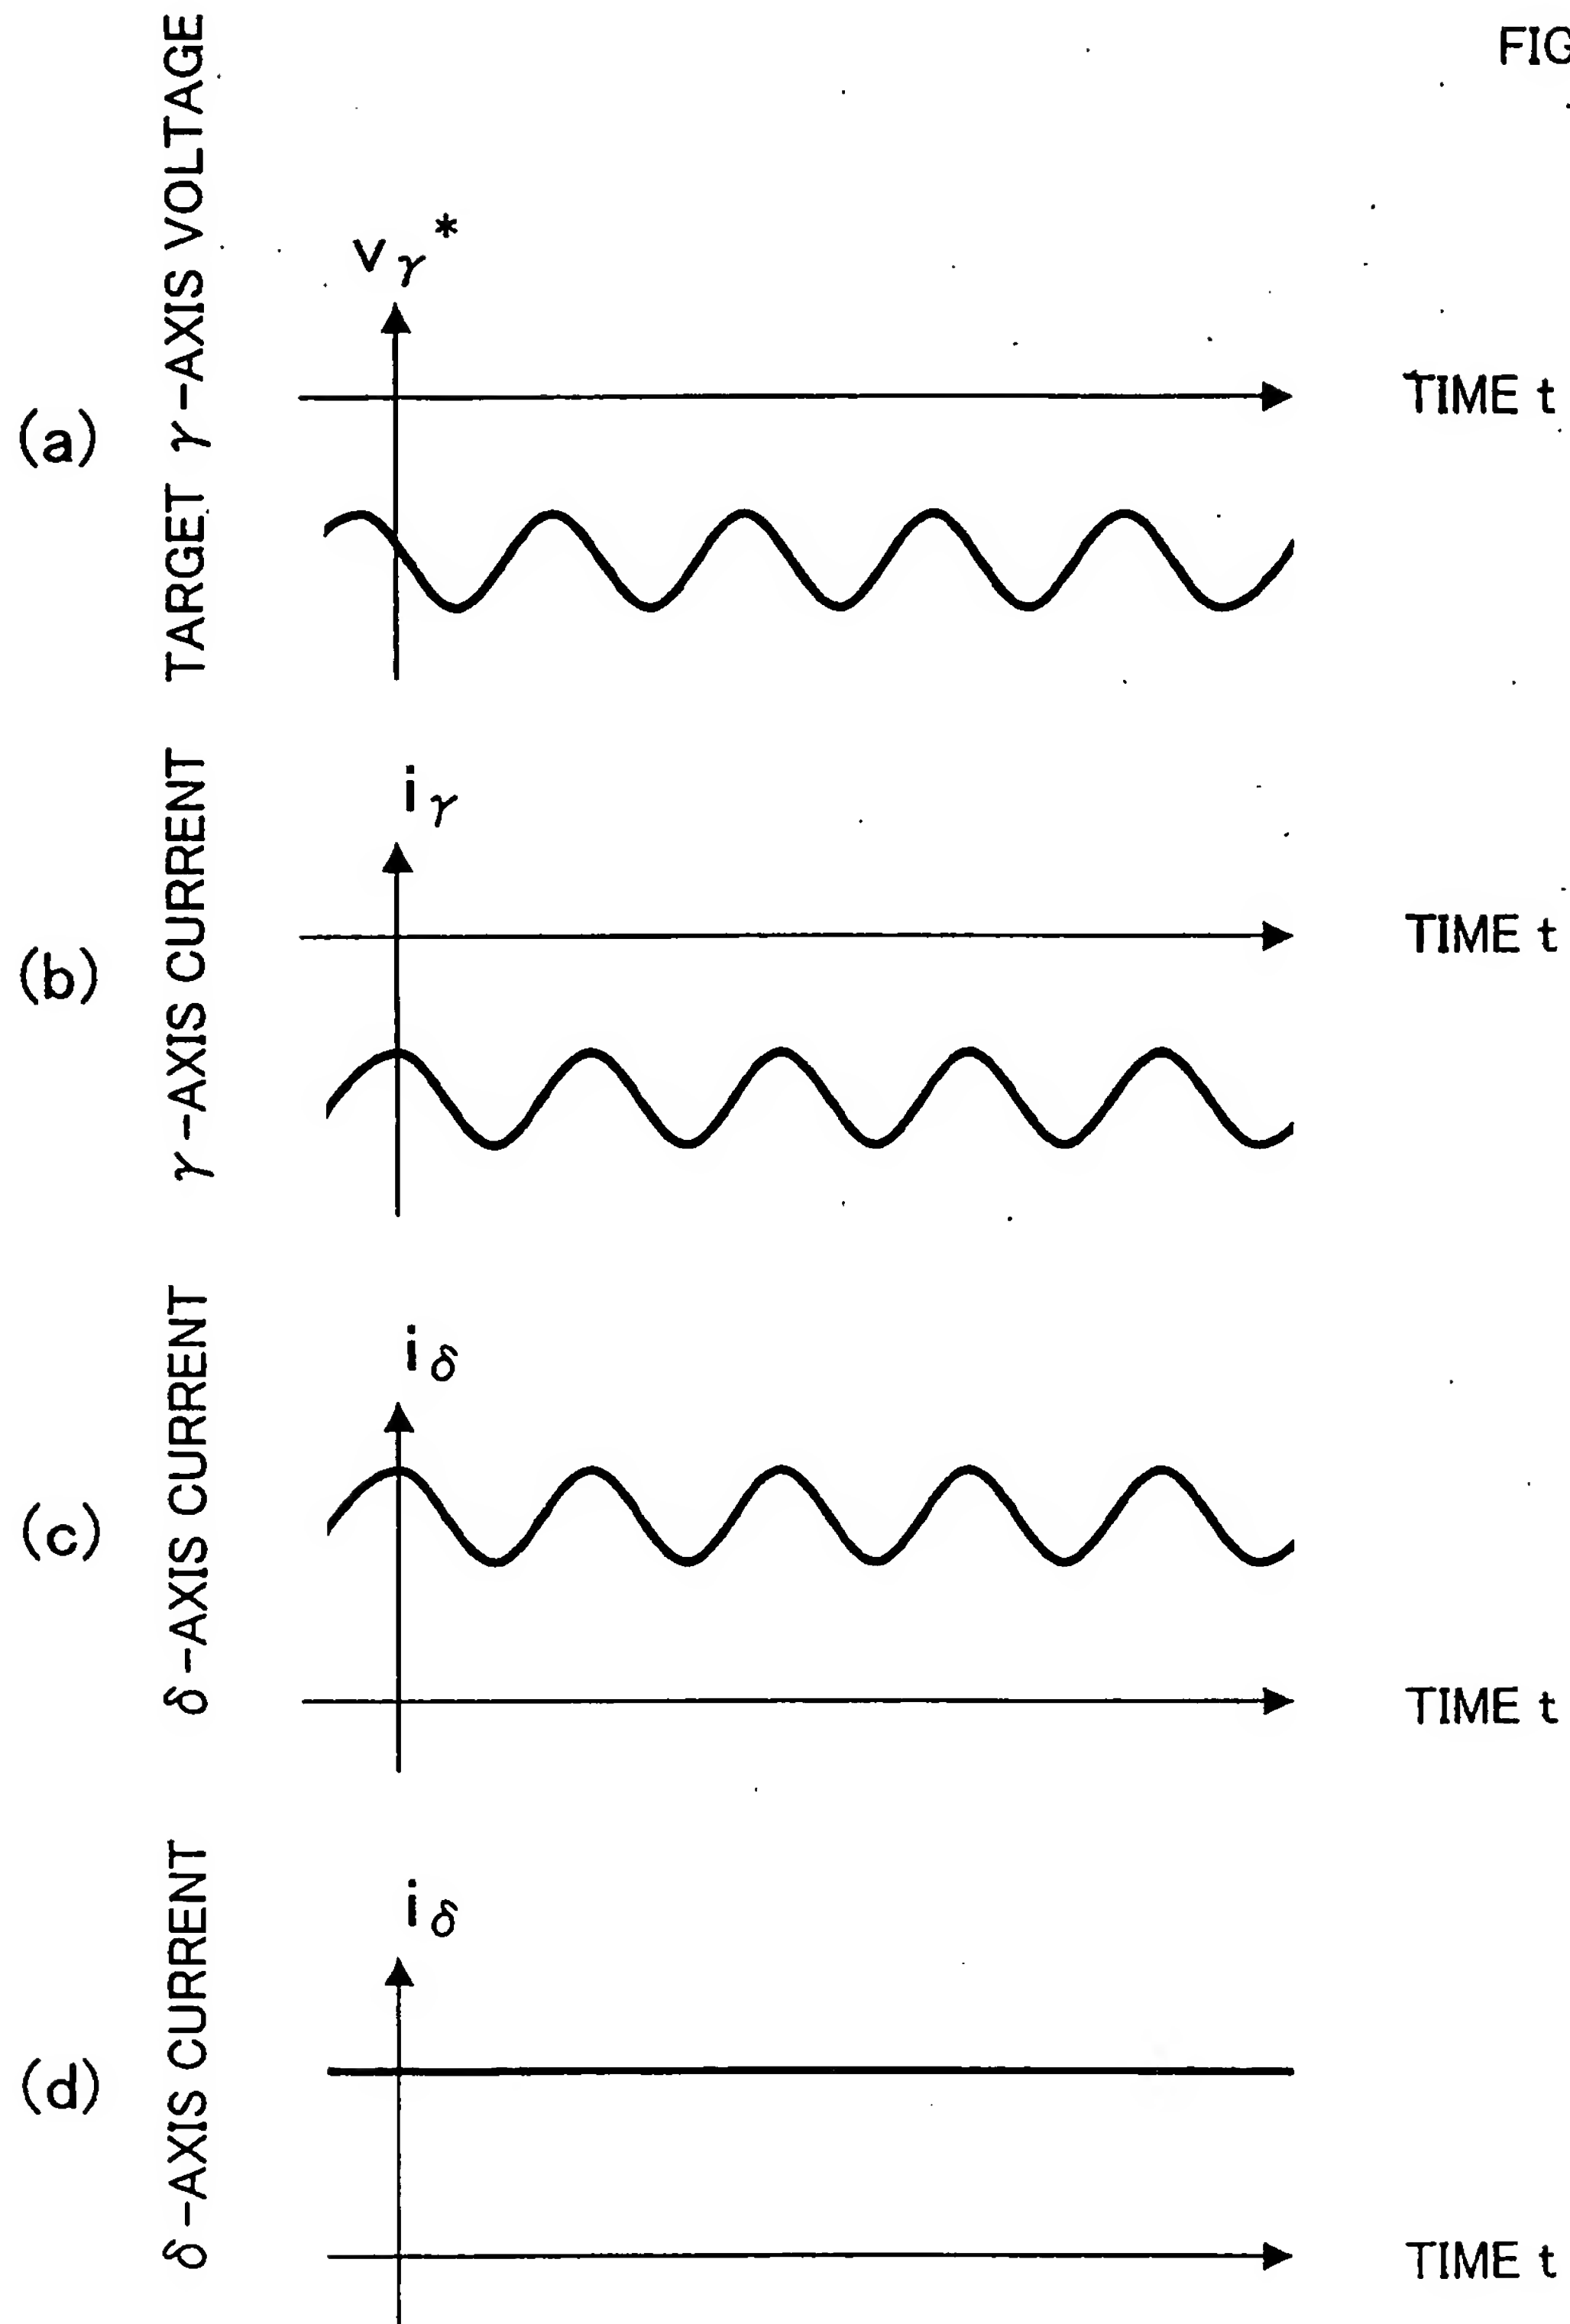 FIG
(a)
TARGET γ-AXIS VOLTAGE
vγ*
TIME t
(b)
γ-AXIS CURRENT
iγ
TIME t
(c)
δ-AXIS CURRENT
iδ
TIME t
(d)
δ-AXIS CURRENT
iδ
TIME t